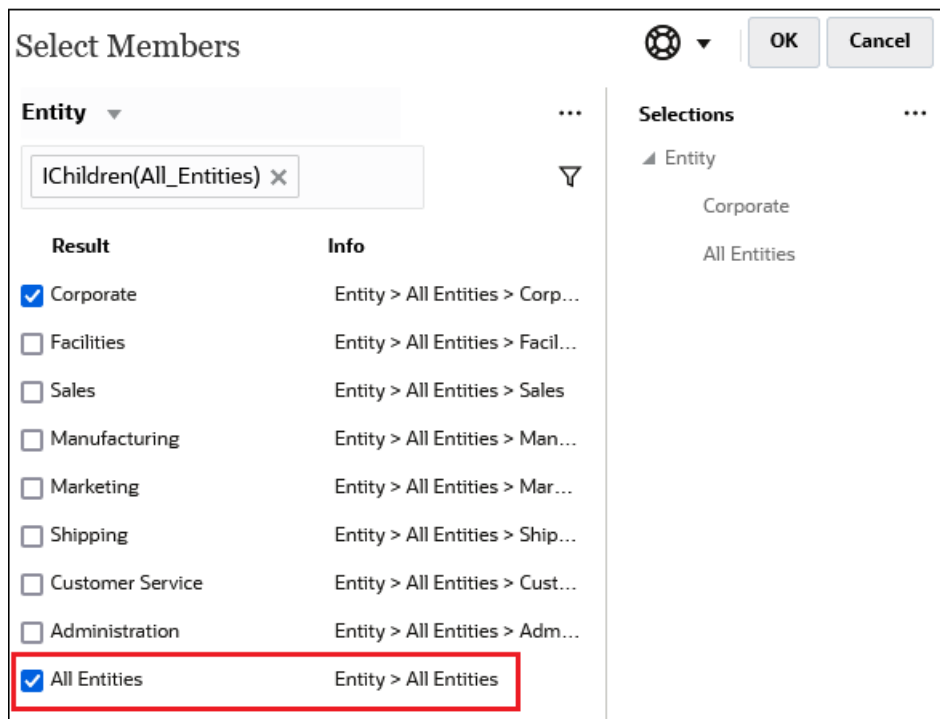 Select Members
OK
Cancel
Entity
...
IChildren(All_Entities)
Result Info
Corporate Entity > All Entities > Corp...
Facilities Entity > All Entities > Facil...
Sales Entity > All Entities > Sales
Manufacturing Entity > All Entities > Man...
Marketing Entity > All Entities > Mar...
Shipping Entity > All Entities > Ship...
Customer Service Entity > All Entities > Cust...
Administration Entity > All Entities > Adm...
All Entities Entity > All Entities
Selections
...
Entity
Corporate
All Entities